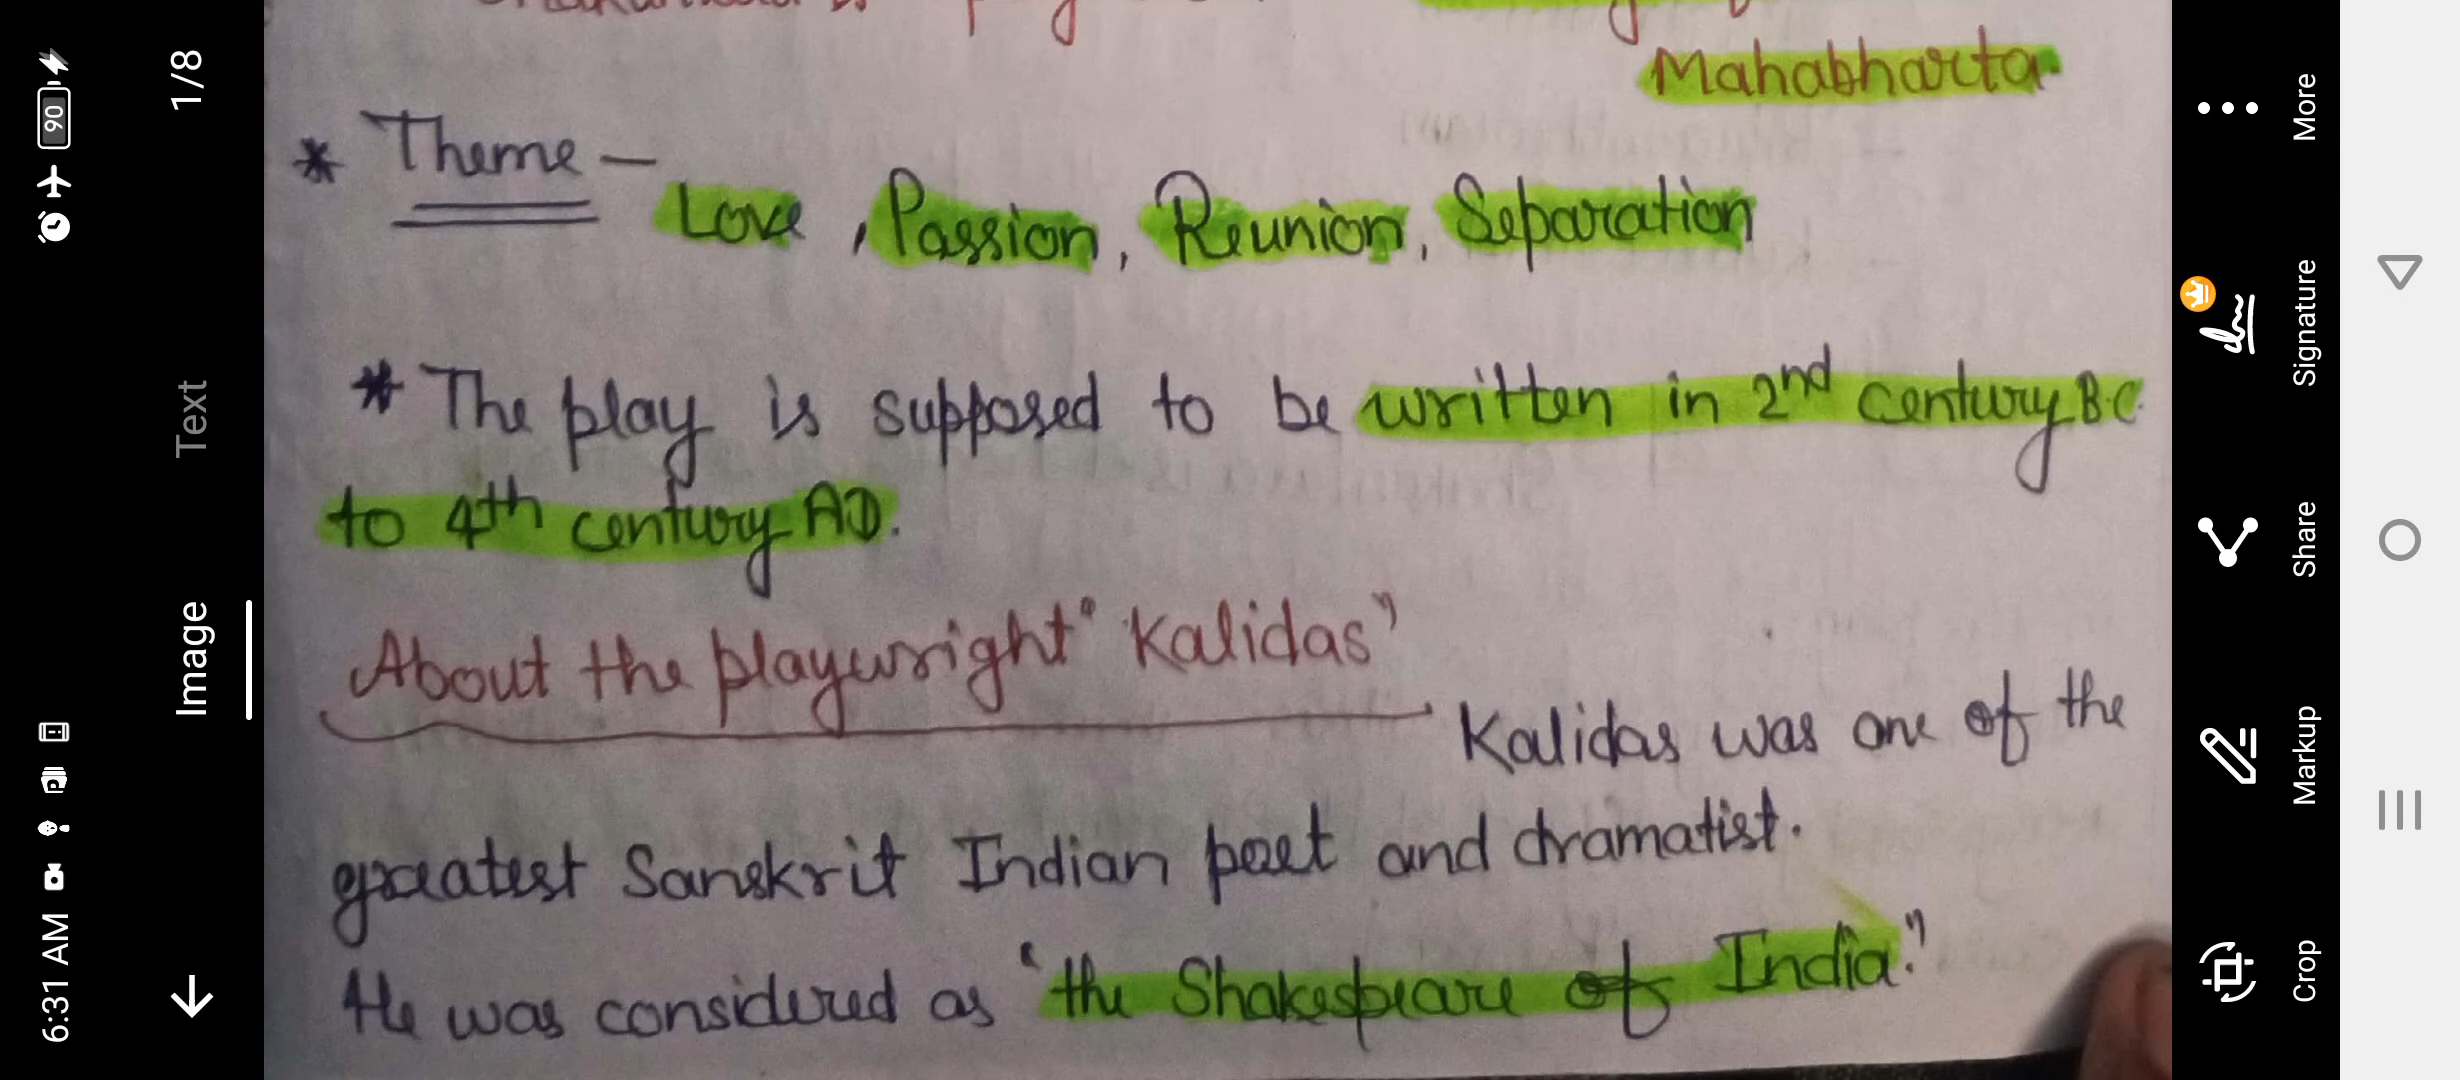 Mahabharta
* Theme —
Love, Passion, Reunion, Separation
* The play is supposed to be written in 2nd century B.C.
to 4th century AD.
About the playwright "Kalidas"
Kalidas was one of the
greatest Sanskrit Indian poet and dramatist.
He was considered as "the Shakespeare of India."
6:31 AM
90
1/8
Text
Image
More
Signature
Share
Markup
Crop